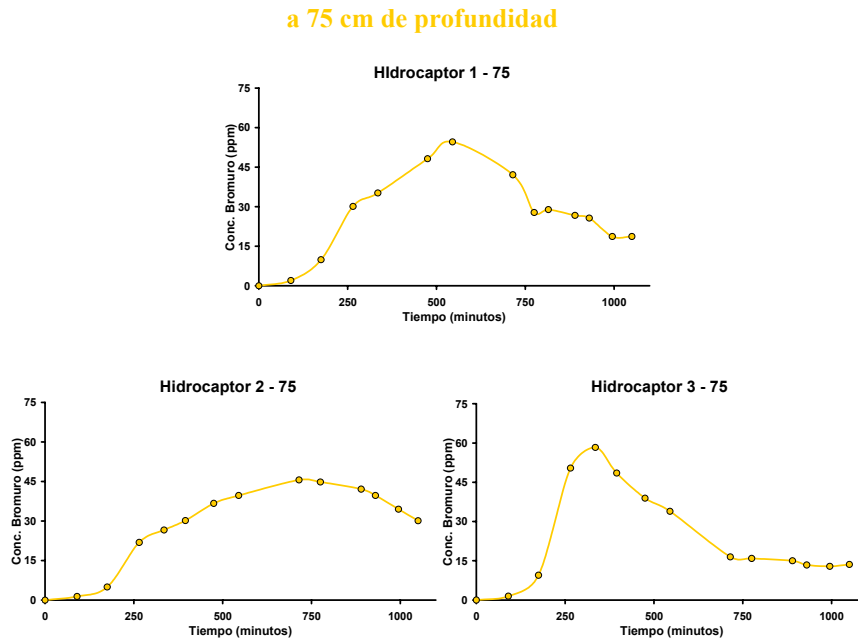 a 75 cm de profundidad
HIdrocaptor 1 - 75
75
60
45
30
15
0
Conc. Bromuro (ppm)
0 250 500 750 1000
Tiempo (minutos)
Hidrocaptor 2 - 75
75
60
45
30
15
0
Conc. Bromuro (ppm)
0 250 500 750 1000
Tiempo (minutos)
Hidrocaptor 3 - 75
75
60
45
30
15
0
Conc. Bromuro (ppm)
0 250 500 750 1000
Tiempo (minutos)